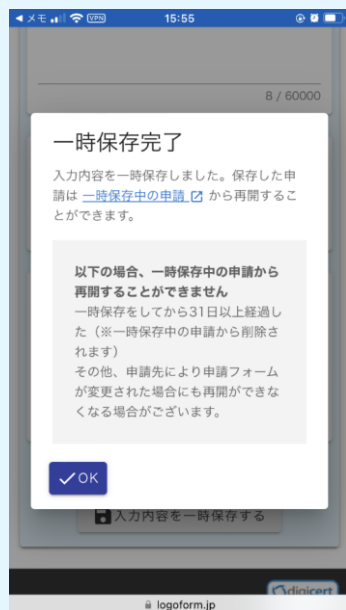 メモ VPN 15:55
8 / 60000
一時保存完了
入力内容を一時保存しました。保存した申
請は 一時保存中の申請 から再開するこ
とができます。
以下の場合、一時保存中の申請から
再開することができません
一時保存をしてから31日以上経過し
た（※一時保存中の申請から削除さ
れます）
その他、申請先により申請フォーム
が変更された場合にも再開ができな
くなる場合がございます。
OK
入力内容を一時保存する
digicert
logoform.jp